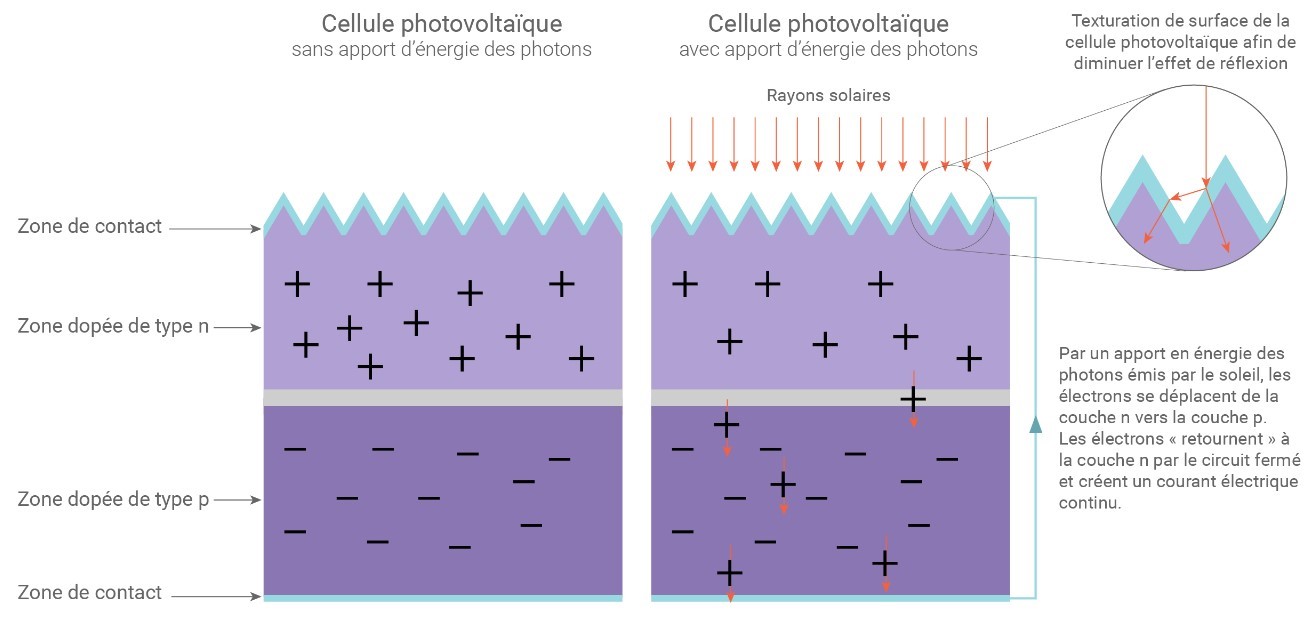 Cellule photovoltaïque
sans apport d'énergie des photons
Cellule photovoltaïque
avec apport d'énergie des photons
Texturation de surface de la
cellule photovoltaïque afin de
diminuer l'effet de réflexion
Rayons solaires
Zone de contact
Zone dopée de type n
Zone dopée de type p
Zone de contact
Par un apport en énergie des
photons émis par le soleil, les
électrons se déplacent de la
couche n vers la couche p.
Les électrons « retournent » à
la couche n par le circuit fermé
et créent un courant électrique
continu.